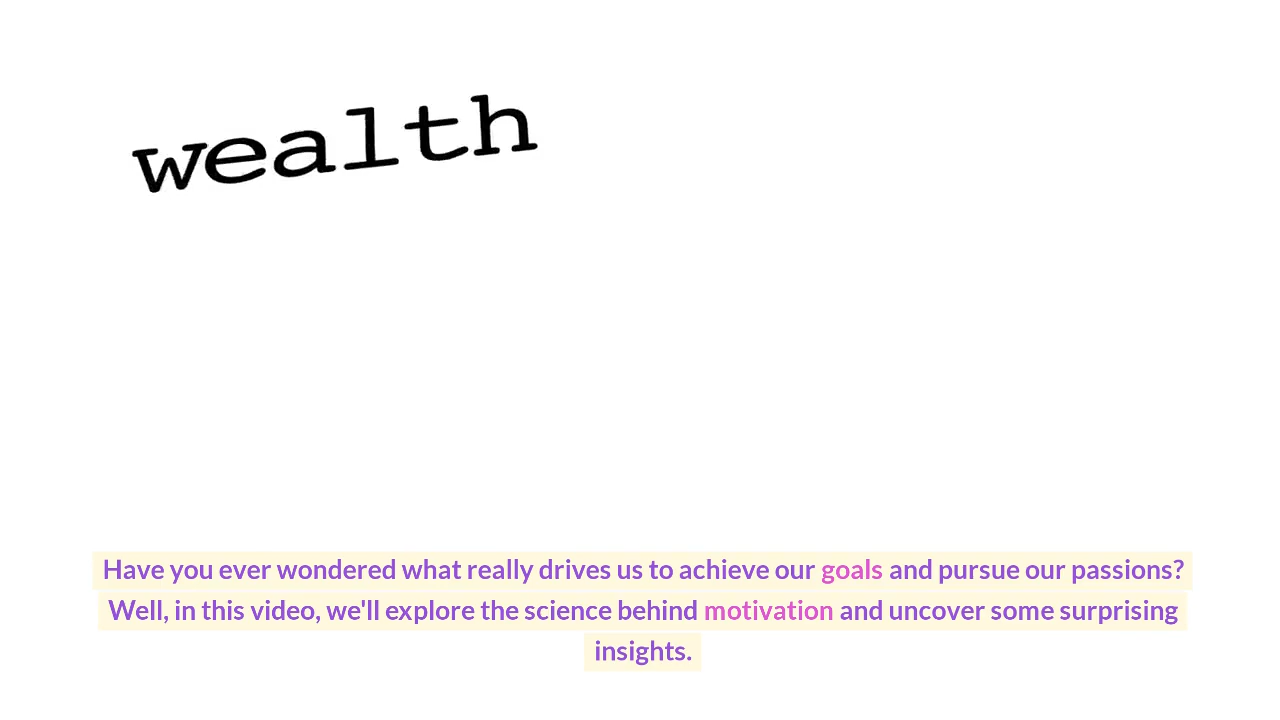 wealth
Have you ever wondered what really drives us to achieve our goals and pursue our passions?
Well, in this video, we'll explore the science behind motivation and uncover some surprising
insights.